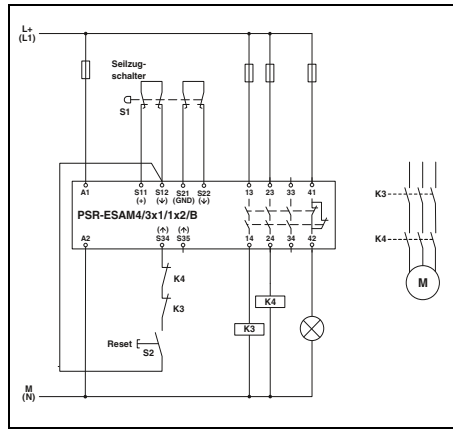 L+
(L1)
Seilzug-
schalter
S1
A1 S11 S12 S21 S22 13 23 33 41
(+) (↓) (GND) (↓)
PSR-ESAM4/3x1/1x2/B
(↑) (↑)
A2 S34 S35 14 24 34 42
K4
K3
Reset
S2
K4
K3
M
(N)
K3
K4
M